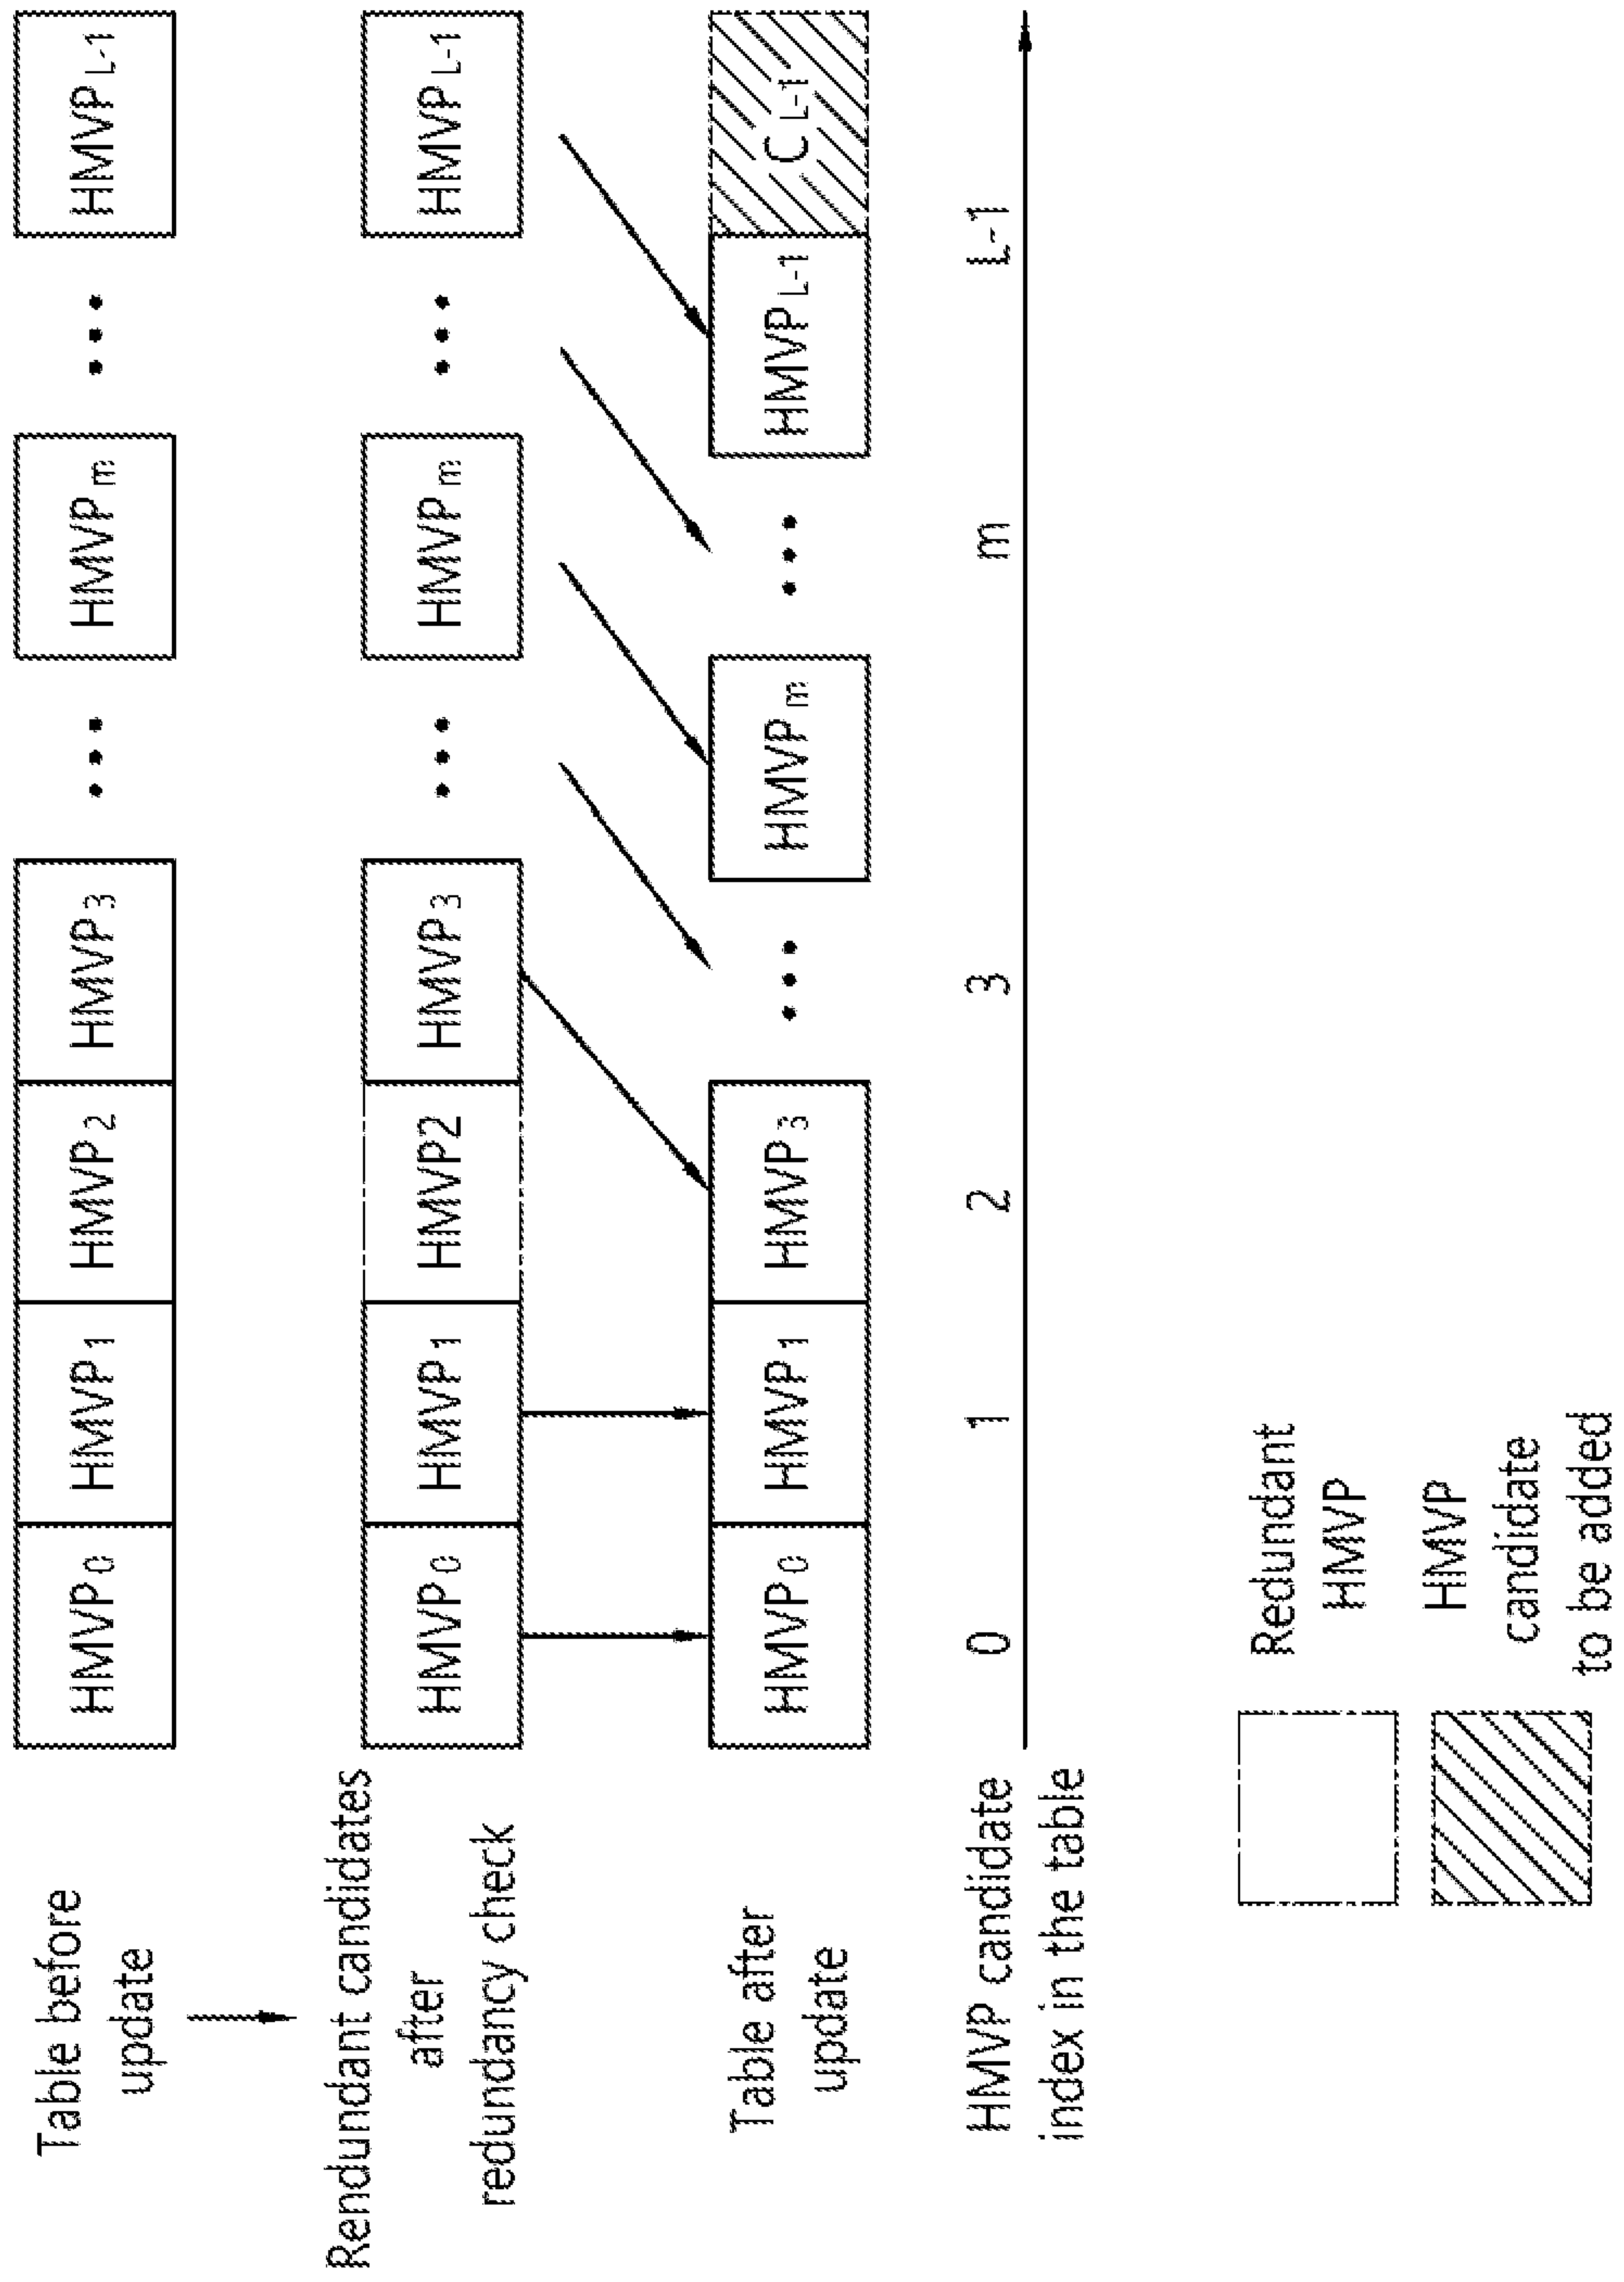 Table before
update
HMVP0
HMVP1
HMVP2
HMVP3
•••
HMVPm
•••
HMVPL-1
Rendundant candidates
after
redundancy check
HMVP0
HMVP1
HMVP2
HMVP3
•••
HMVPm
•••
HMVPL-1
Table after
update
HMVP0
HMVP1
HMVP3
•••
HMVPm
•••
HMVPL-1
CL-1
HMVP candidate
index in the table
0
1
2
3
m
L-1
Redundant
HMVP
HMVP
candidate
to be added